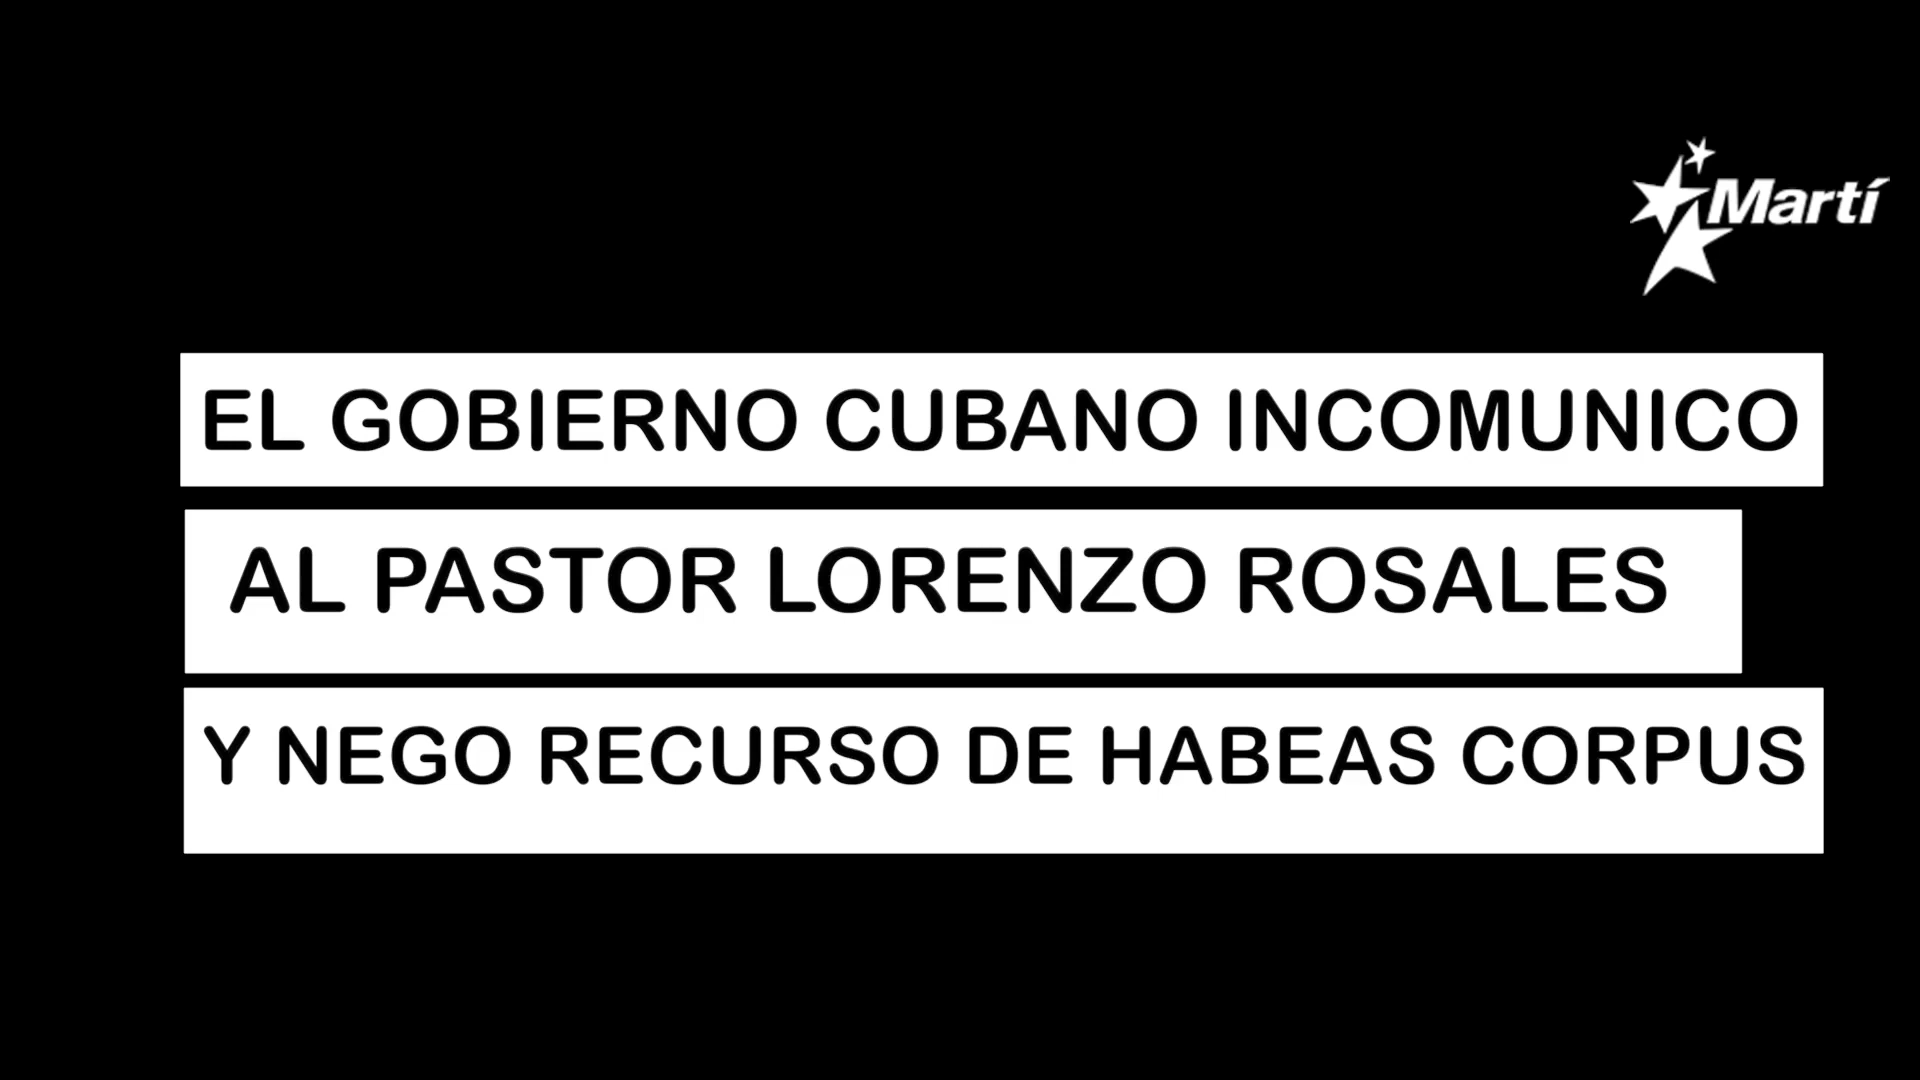 Martí
EL GOBIERNO CUBANO INCOMUNICO
AL PASTOR LORENZO ROSALES
Y NEGO RECURSO DE HABEAS CORPUS